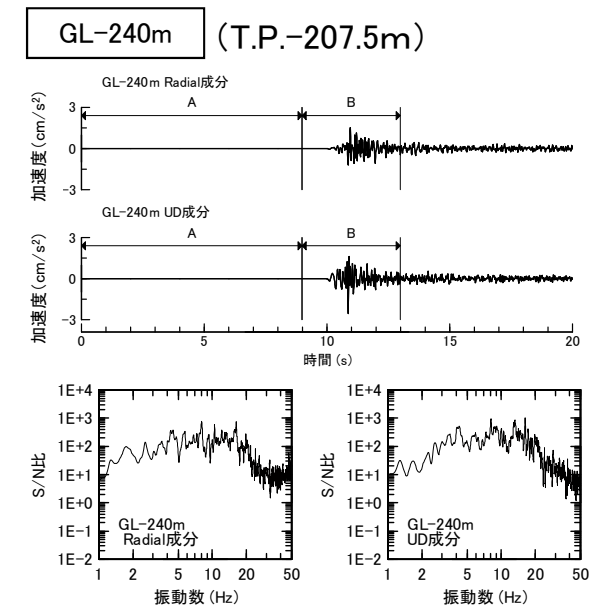 GL-240m (T.P.-207.5m)
GL-240m Radial成分
A B
加速度(cm/s²)
3
0
-3
GL-240m UD成分
A B
加速度(cm/s²)
3
0
-3
0 5 10 15 20
時間(s)
S/N比
1E+4
1E+3
1E+2
1E+1
1E+0
1E-1
1E-2
GL-240m
Radial成分
1 2 5 10 20 50
振動数(Hz)
S/N比
1E+4
1E+3
1E+2
1E+1
1E+0
1E-1
1E-2
GL-240m
UD成分
1 2 5 10 20 50
振動数(Hz)